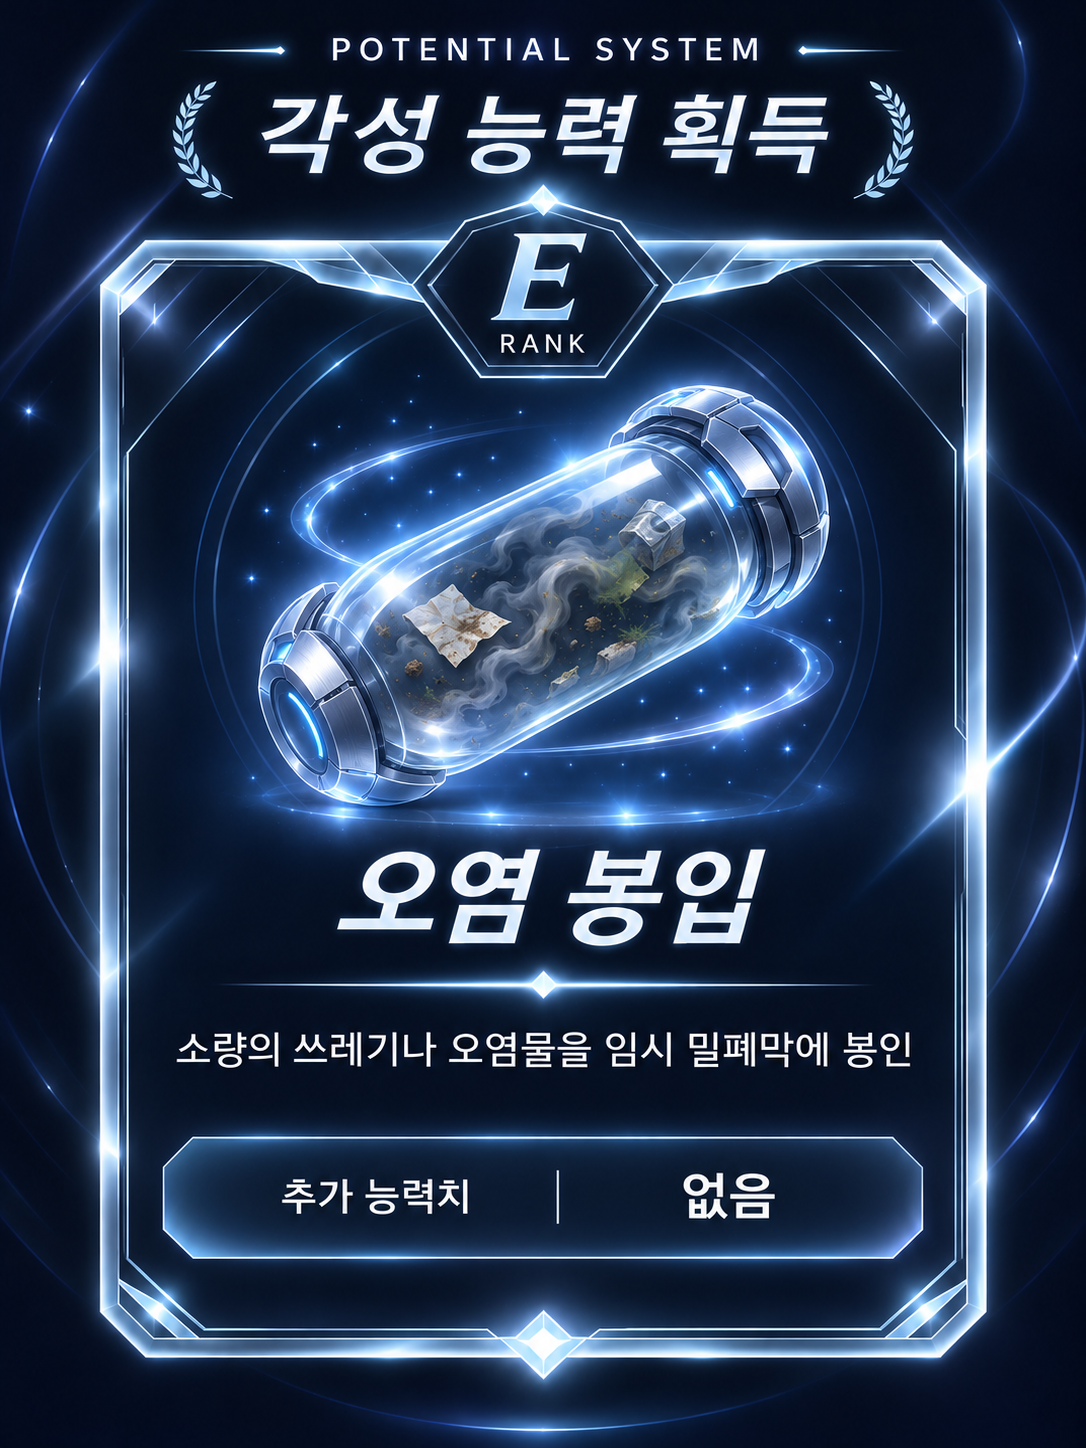 POTENTIAL SYSTEM
각성 능력 획득
E
RANK
오염 봉입
소량의 쓰레기나 오염물을 임시 밀폐막에 봉인
추가 능력치 | 없음